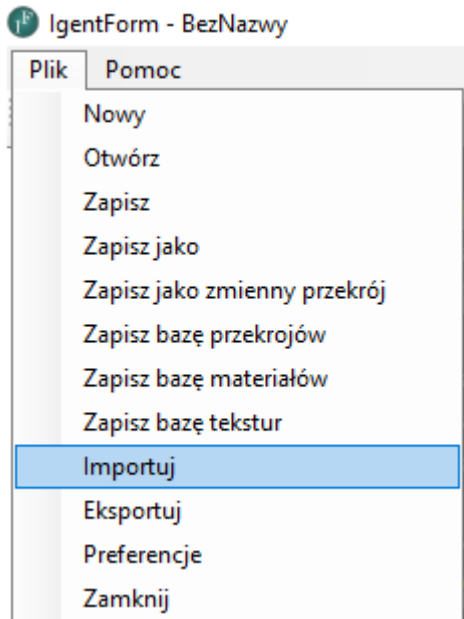 IgentForm - BezNazwy
Plik Pomoc
Nowy
Otwórz
Zapisz
Zapisz jako
Zapisz jako zmienny przekrój
Zapisz bazę przekrojów
Zapisz bazę materiałów
Zapisz bazę tekstur
Importuj
Eksportuj
Preferencje
Zamknij